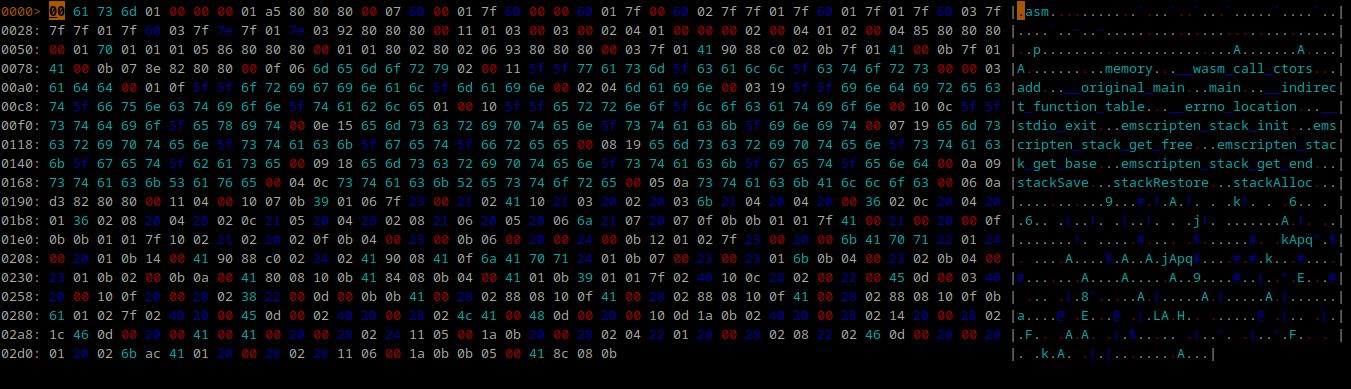 0000> 00 61 73 6d 01 00 00 00 01 a5 80 80 80 00 07 60 00 01 7f 60 00 00 60 01 7f 00 60 02 7f 7f 01 7f 60 01 7f 01 7f 60 03 7f |.asm...........`...`..`...`.....`....`..|
0028: 7f 7f 01 7f 60 03 7f 7e 7f 01 7e 03 92 80 80 80 00 11 01 03 00 03 00 02 04 01 00 00 00 02 00 04 01 02 00 04 85 80 80 80 |....`..~..~.............................|
0050: 00 01 70 01 01 01 05 86 80 80 80 00 01 01 80 02 80 02 06 93 80 80 80 00 03 7f 01 41 90 88 c0 02 0b 7f 01 41 00 0b 7f 01 |..p........................A.......A....|
0078: 41 00 0b 07 8e 82 80 80 00 0f 06 6d 65 6d 6f 72 79 02 00 11 5f 5f 77 61 73 6d 5f 63 61 6c 6c 5f 63 74 6f 72 73 00 00 03 |A..........memory...__wasm_call_ctors...|
00a0: 61 64 64 00 01 0f 5f 5f 6f 72 69 67 69 6e 61 6c 5f 6d 61 69 6e 00 02 04 6d 61 69 6e 00 03 19 5f 5f 69 6e 64 69 72 65 63 |add...__original_main...main...__indirec|
00c8: 74 5f 66 75 6e 63 74 69 6f 6e 5f 74 61 62 6c 65 01 00 10 5f 5f 65 72 72 6e 6f 5f 6c 6f 63 61 74 69 6f 6e 00 10 0c 5f 5f |t_function_table...__errno_location...__|
00f0: 73 74 64 69 6f 5f 65 78 69 74 00 0e 15 65 6d 73 63 72 69 70 74 65 6e 5f 73 74 61 63 6b 5f 69 6e 69 74 00 07 19 65 6d 73 |stdio_exit...emscripten_stack_init...ems|
0118: 63 72 69 70 74 65 6e 5f 73 74 61 63 6b 5f 67 65 74 5f 66 72 65 65 00 08 19 65 6d 73 63 72 69 70 74 65 6e 5f 73 74 61 63 |cripten_stack_get_free...emscripten_stac|
0140: 6b 5f 67 65 74 5f 62 61 73 65 00 09 18 65 6d 73 63 72 69 70 74 65 6e 5f 73 74 61 63 6b 5f 67 65 74 5f 65 6e 64 00 0a 09 |k_get_base...emscripten_stack_get_end...|
0168: 73 74 61 63 6b 53 61 76 65 00 04 0c 73 74 61 63 6b 52 65 73 74 6f 72 65 00 05 0a 73 74 61 63 6b 41 6c 6c 6f 63 00 06 0a |stackSave...stackRestore...stackAlloc...|
0190: d3 82 80 80 00 11 04 00 10 07 0b 39 01 06 7f 23 00 21 02 41 10 21 03 20 02 20 03 6b 21 04 20 04 20 00 36 02 0c 20 04 20 |...........9...#.!.A.!. . .k!. . .6.. . |
01b8: 01 36 02 08 20 04 28 02 0c 21 05 20 04 28 02 08 21 06 20 05 20 06 6a 21 07 20 07 0f 0b 0b 01 01 7f 41 00 21 00 20 00 0f |.6.. .(..!. .(..!. . .j!. ........A.!. ..|
01e0: 0b 0b 01 01 7f 10 02 21 02 20 02 0f 0b 04 00 23 00 0b 06 00 20 00 24 00 0b 12 01 02 7f 23 00 20 00 6b 41 70 71 22 01 24 |.......!. .....#.... .$......#. .kApq".$|
0208: 00 20 01 0b 14 00 41 90 88 c0 02 24 02 41 90 08 41 0f 6a 41 70 71 24 01 0b 07 00 23 00 23 01 6b 0b 04 00 23 02 0b 04 00 |. ....A....$.A..A.jApq$....#.#.k...#....|
0230: 23 01 0b 02 00 0b 0a 00 41 80 08 10 0b 41 84 08 0b 04 00 41 01 0b 39 01 01 7f 02 40 10 0c 28 02 00 22 00 45 0d 00 03 40 |#.......A....A.....A..9....@..(..".E...@|
0258: 20 00 10 0f 20 00 28 02 38 22 00 0d 00 0b 0b 41 00 28 02 88 08 10 0f 41 00 28 02 88 08 10 0f 41 00 28 02 88 08 10 0f 0b | ... .(.8".....A.(.....A.(.....A.(......|
0280: 61 01 02 7f 02 40 20 00 45 0d 00 02 40 20 00 28 02 4c 41 00 48 0d 00 20 00 10 0d 1a 0b 02 40 20 00 28 02 14 20 00 28 02 |a....@ .E...@ .(.LA.H.. ......@ .(.. .(.|
02a8: 1c 46 0d 00 20 00 41 00 41 00 20 00 28 02 24 11 05 00 1a 0b 20 00 28 02 04 22 01 20 00 28 02 08 22 02 46 0d 00 20 00 20 |.F.. .A.A. .(.$..... .(..". .(..".F.. . |
02d0: 01 20 02 6b ac 41 01 20 00 28 02 28 11 06 00 1a 0b 0b 05 00 41 8c 08 0b |. .k.A. .(.(........A...|